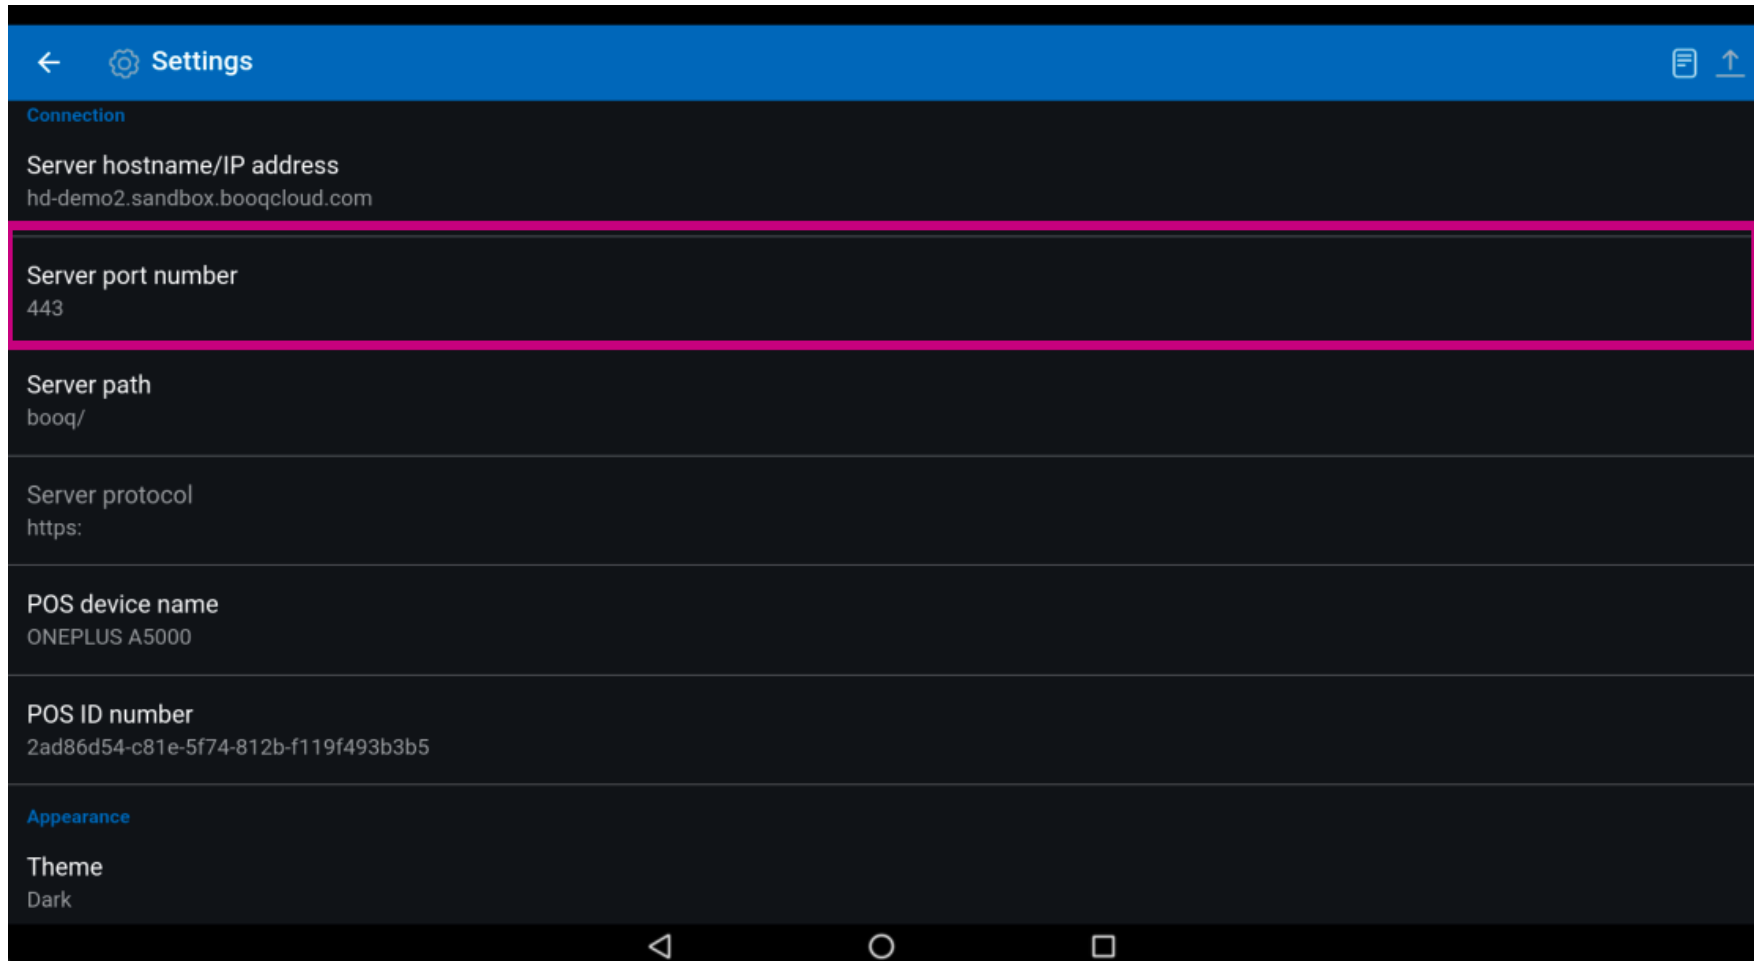 Settings
Connection
Server hostname/IP address
hd-demo2.sandbox.booqcloud.com
Server port number
443
Server path
booq/
Server protocol
https:
POS device name
ONEPLUS A5000
POS ID number
2ad86d54-c81e-5f74-812b-f119f493b3b5
Appearance
Theme
Dark